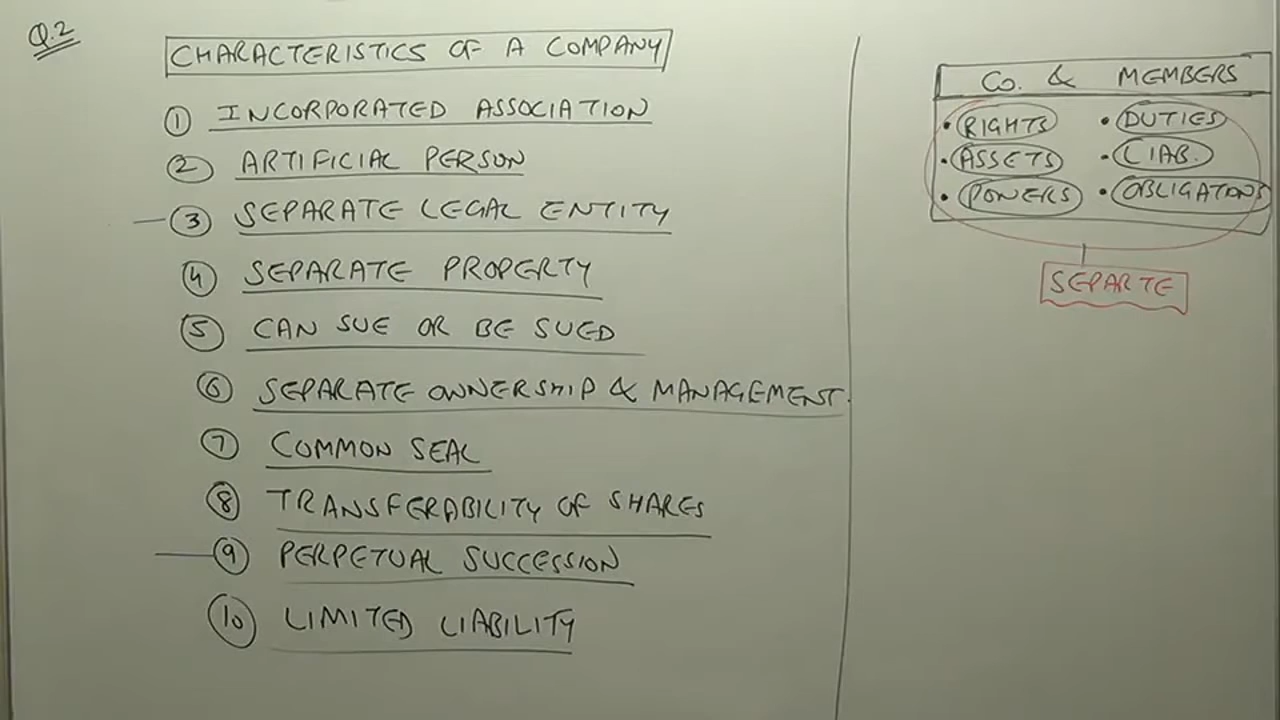 Q.2
CHARACTERISTICS OF A COMPANY
1 INCORPORATED ASSOCIATION
2 ARTIFICIAL PERSON
3 SEPARATE LEGAL ENTITY
4 SEPARATE PROPERTY
5 CAN SUE OR BE SUED
6 SEPARATE OWNERSHIP & MANAGEMENT.
7 COMMON SEAL
8 TRANSFERABILITY OF SHARES
9 PERPETUAL SUCCESSION
10 LIMITED LIABILITY
CO. & MEMBERS
• RIGHTS • DUTIES
• ASSETS • LIAB.
• POWERS • OBLIGATIONS
SEPARTE